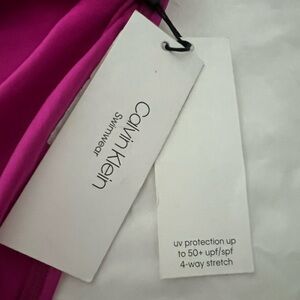 Calvin Klein
Swimwear
uv protection up
to 50+ upf/spf
4-way stretch